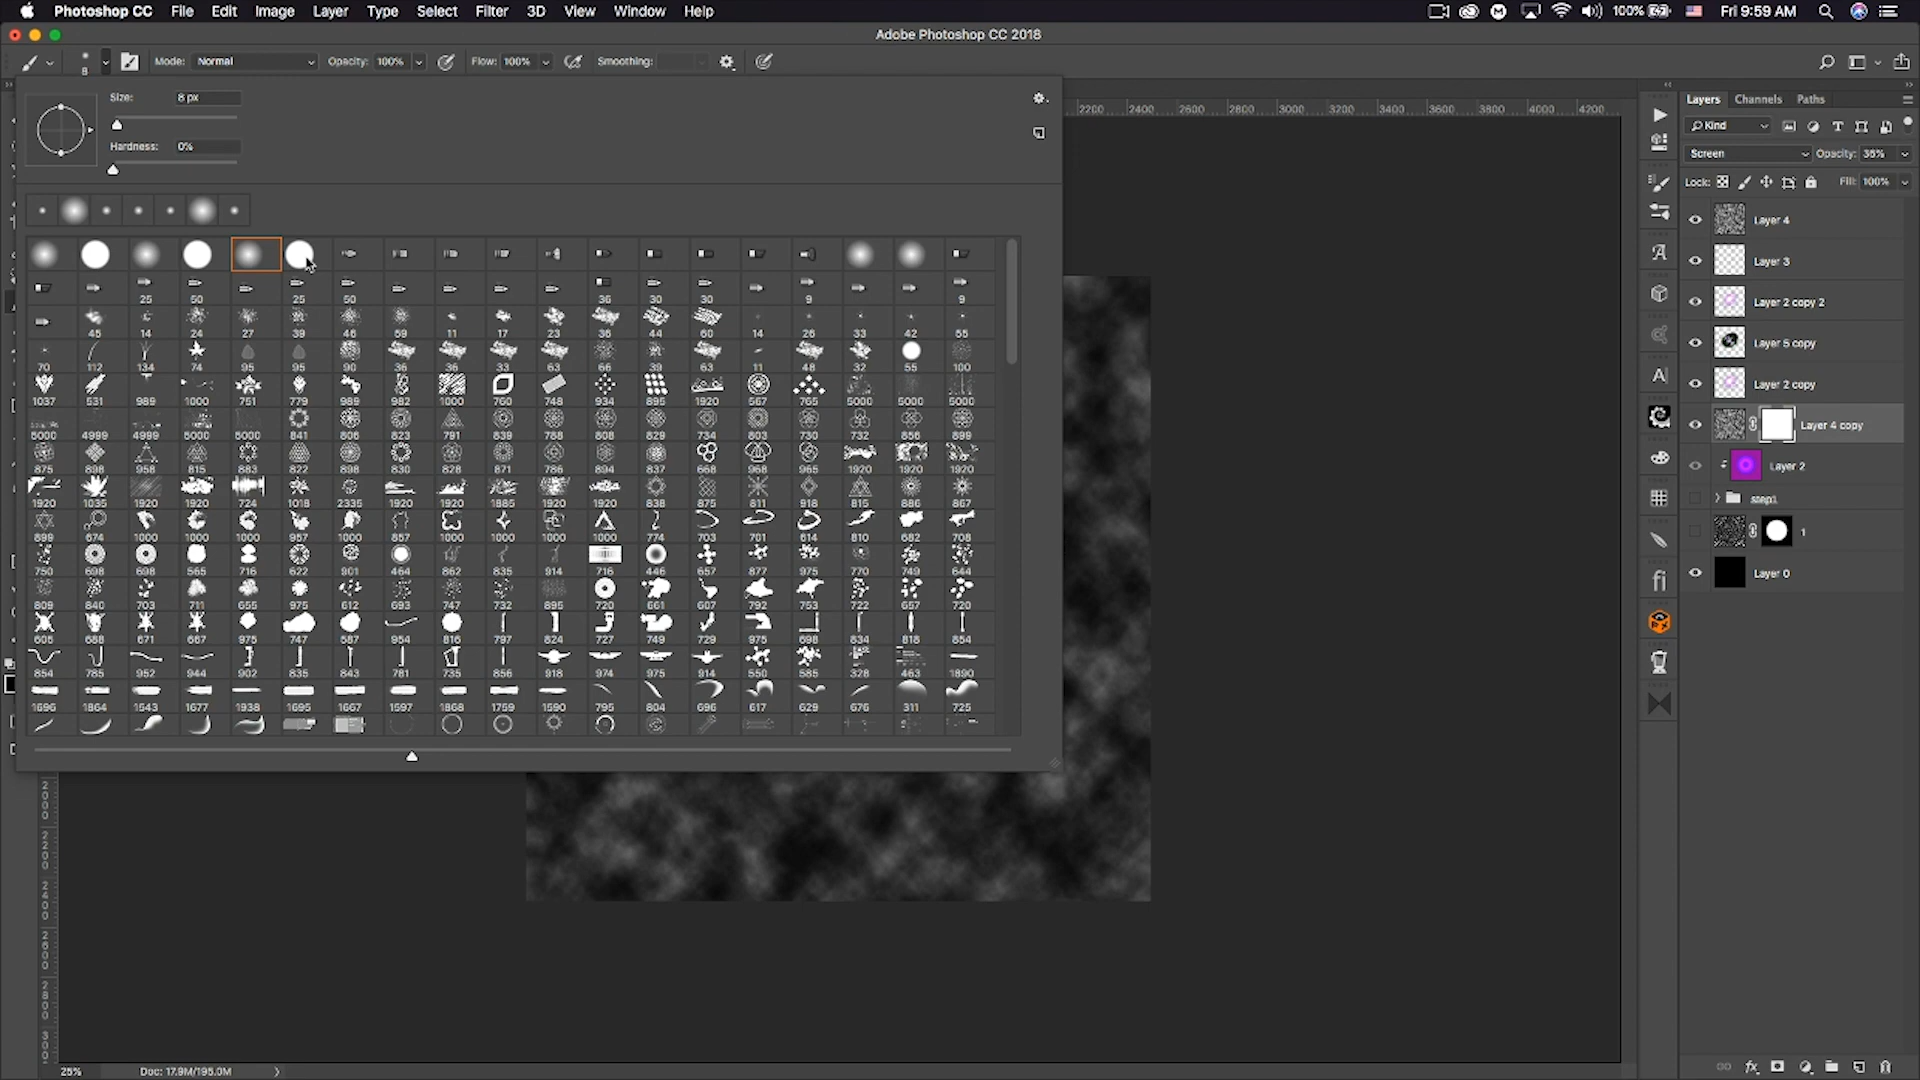 Photoshop CC File Edit Image Layer Type Select Filter 3D View Window Help 100% Fri 9:59 AM
Adobe Photoshop CC 2018
8 Mode: Normal Opacity: 100% Flow: 100% Smoothing:
Size: 8 px
Hardness: 0%
2200 2400 2600 2800 3000 3200 3400 3600 3800 4000 4200
25 50 25 50 36 30 30 9 9
45 14 24 27 39 46 59 11 17 23 36 44 60 14 26 33 42 55
70 112 134 74 95 95 90 36 36 33 63 66 39 63 11 48 32 55 100
1037 531 989 1000 751 779 989 982 1000 760 748 934 895 1920 567 765 5000 5000 5000
5000 4999 4999 5000 5000 841 806 823 791 839 788 808 829 734 803 730 732 856 899
875 898 958 815 883 822 898 830 828 871 786 894 837 668 968 965 1920 1920 1920
1920 1035 1920 1920 724 1018 2335 1920 1920 1885 1920 1920 838 875 811 918 815 886 867
899 674 1000 1000 1000 957 1000 857 1000 1000 1000 1000 774 703 701 614 810 682 708
750 698 698 565 716 622 901 464 862 835 914 716 446 657 877 975 770 749 644
809 840 703 711 655 975 612 693 747 732 895 720 661 607 792 753 722 657 720
605 688 671 667 975 747 587 954 816 797 824 727 749 729 975 698 834 818 854
854 785 952 944 902 835 843 781 735 856 918 974 975 914 550 585 328 463 1890
1696 1864 1543 1677 1938 1695 1667 1597 1868 1759 1590 795 804 696 617 629 676 311 725
2000
2200
2400
2600
2800
25% Doc: 17.9M/195.0M
Layers Channels Paths
Kind
Screen Opacity: 35%
Lock: Fill: 100%
Layer 4
Layer 3
Layer 2 copy 2
Layer 5 copy
Layer 2 copy
Layer 4 copy
Layer 2
step1
1
Layer 0